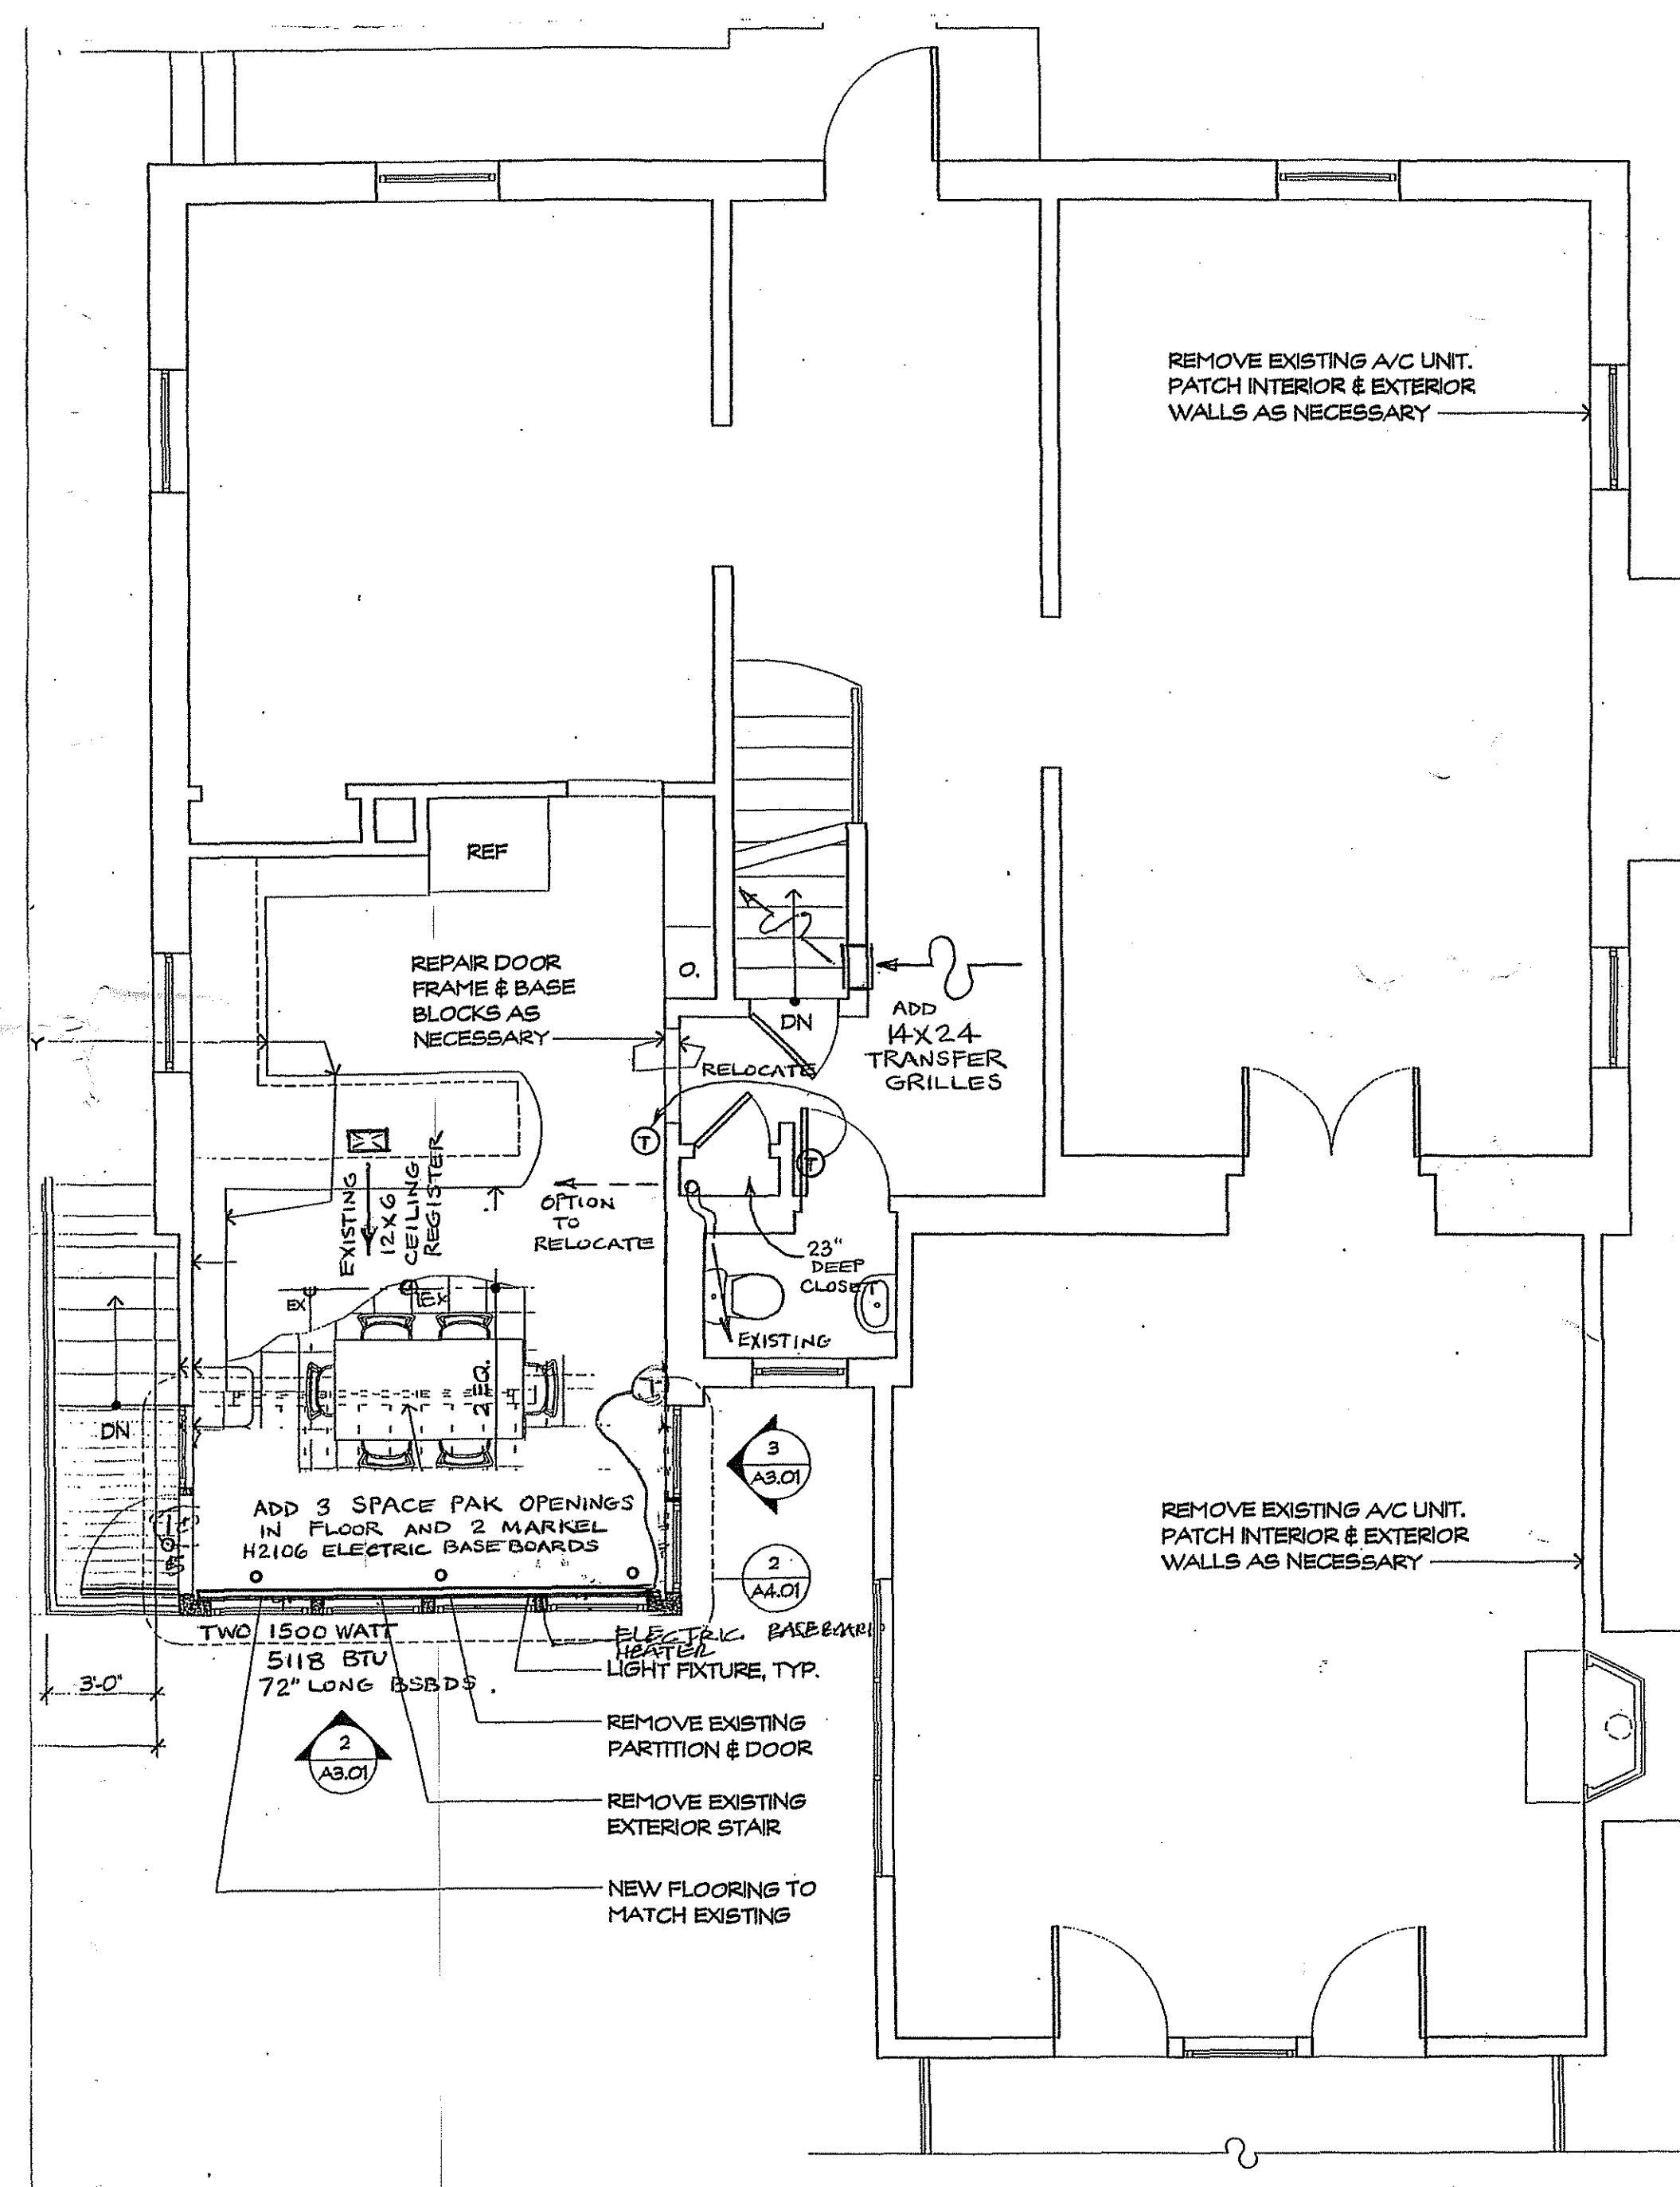 REMOVE EXISTING A/C UNIT.
PATCH INTERIOR & EXTERIOR
WALLS AS NECESSARY
REF
REPAIR DOOR
FRAME & BASE
BLOCKS AS
NECESSARY
O.
DN
ADD
14X24
TRANSFER
GRILLES
Y
RELOCATE
T
T
EXISTING
12X6
CEILING
REGISTER
OPTION
TO
RELOCATE
23"
DEEP
CLOSET
EXISTING
EX
EX
2 EQ.
DN
3
A3.01
ADD 3 SPACE PAK OPENINGS
IN FLOOR AND 2 MARKEL
H2106 ELECTRIC BASEBOARDS
2
A4.01
REMOVE EXISTING A/C UNIT.
PATCH INTERIOR & EXTERIOR
WALLS AS NECESSARY
TWO 1500 WATT
5118 BTU
72" LONG BSBDS.
ELECTRIC BASEBOARD
HEATER
LIGHT FIXTURE, TYP.
3'-0"
REMOVE EXISTING
PARTITION & DOOR
2
A3.01
REMOVE EXISTING
EXTERIOR STAIR
NEW FLOORING TO
MATCH EXISTING